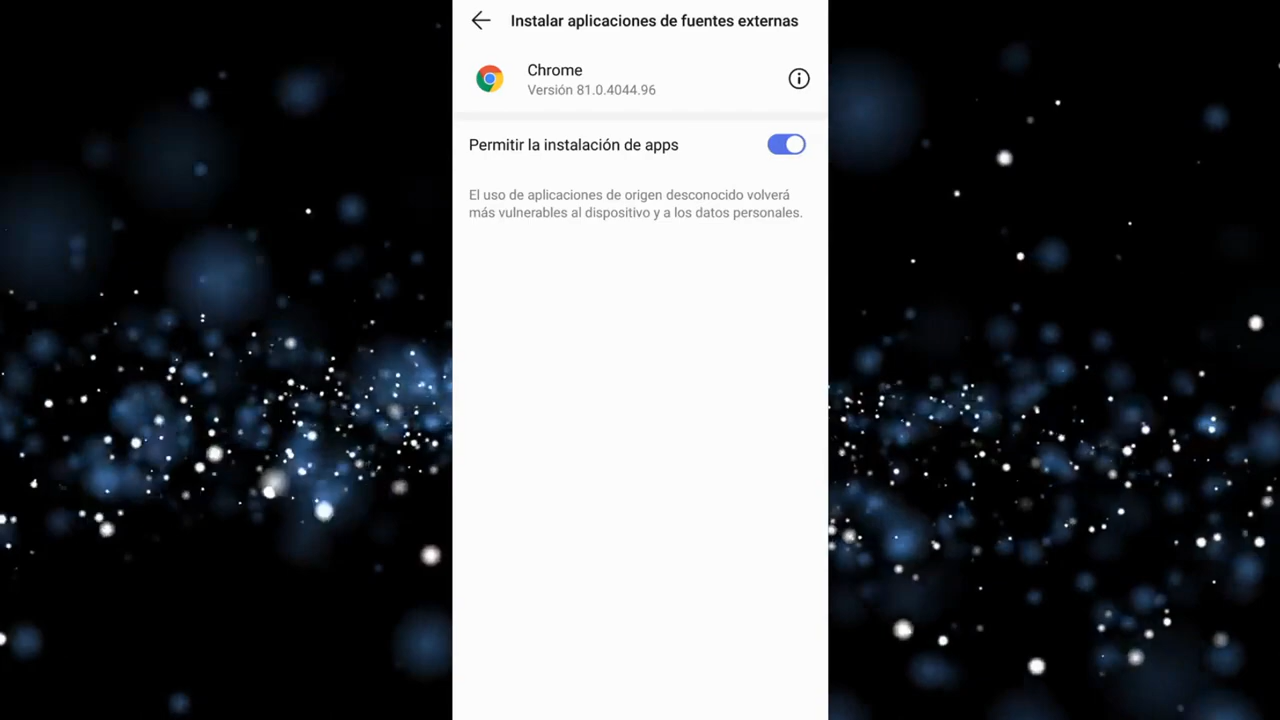 Instalar aplicaciones de fuentes externas
Chrome
Versión 81.0.4044.96
Permitir la instalación de apps
El uso de aplicaciones de origen desconocido volverá
más vulnerables al dispositivo y a los datos personales.